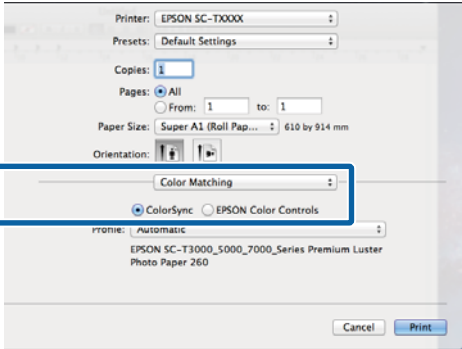 Printer: EPSON SC-TXXXX
Presets: Default Settings
Copies: 1
Pages: All
From: 1 to: 1
Paper Size: Super A1 (Roll Pap... 610 by 914 mm
Orientation:
Color Matching
ColorSync EPSON Color Controls
Profile: Automatic
EPSON SC-T3000_5000_7000_Series Premium Luster
Photo Paper 260
Cancel Print